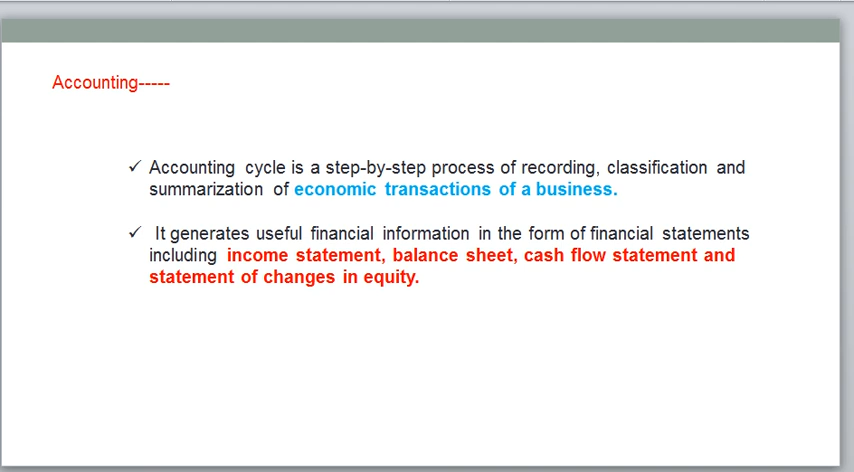 Accounting-----
✓ Accounting cycle is a step-by-step process of recording, classification and
summarization of economic transactions of a business.
✓ It generates useful financial information in the form of financial statements
including income statement, balance sheet, cash flow statement and
statement of changes in equity.